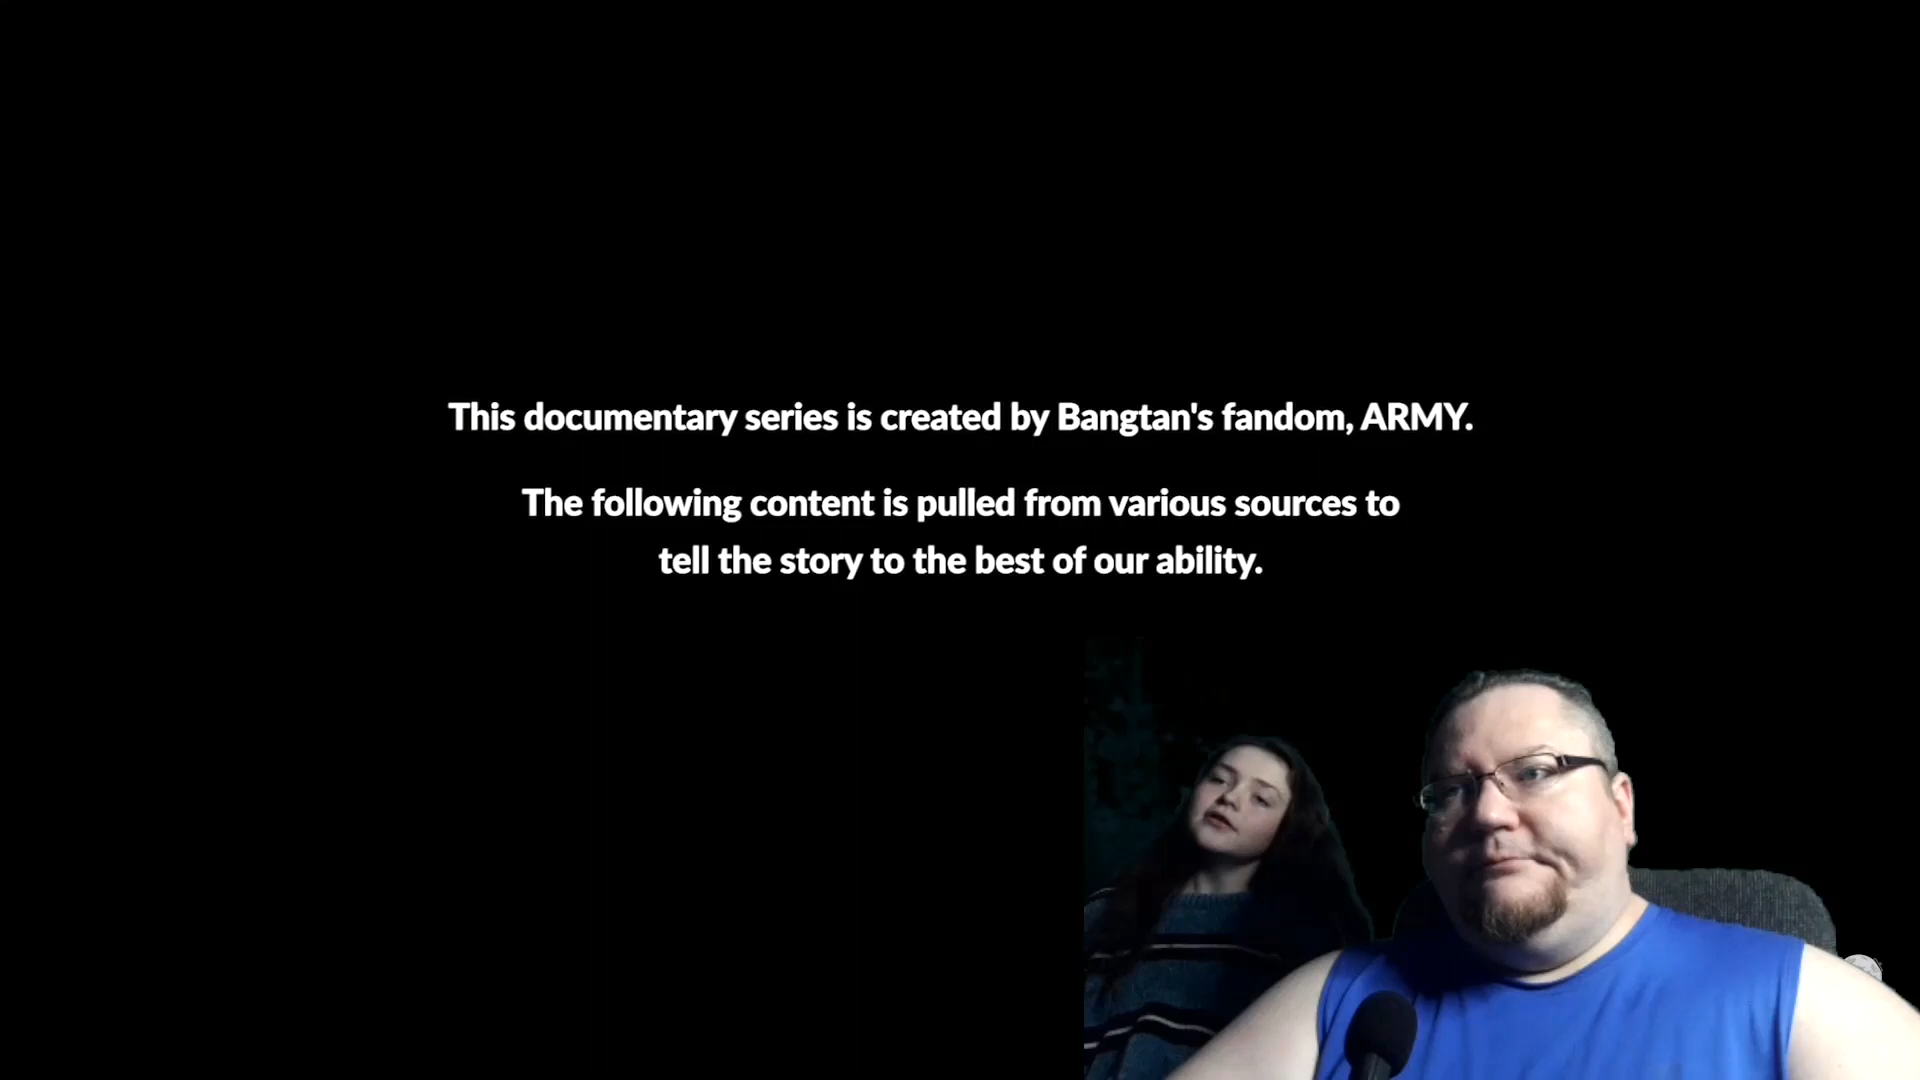 This documentary series is created by Bangtan's fandom, ARMY.
The following content is pulled from various sources to
tell the story to the best of our ability.